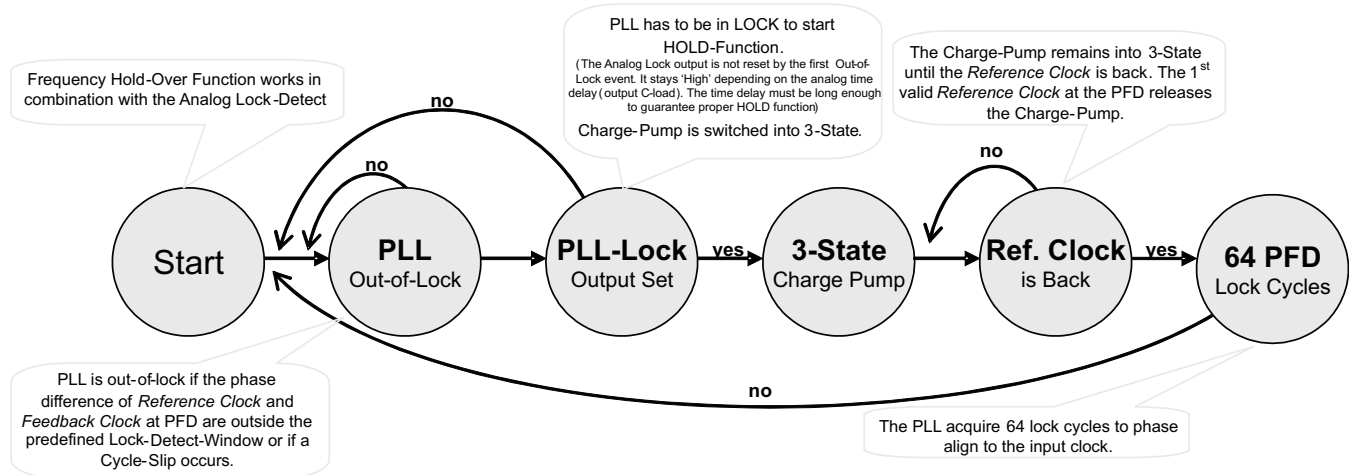 Frequency Hold-Over Function works in
combination with the Analog Lock-Detect
PLL has to be in LOCK to start
HOLD-Function.
(The Analog Lock output is not reset by the first Out-of-
Lock event. It stays ‘High’ depending on the analog time
delay (output C-load). The time delay must be long enough
to guarantee proper HOLD function)
Charge-Pump is switched into 3-State.
The Charge-Pump remains into 3-State
until the Reference Clock is back. The 1st
valid Reference Clock at the PFD releases
the Charge-Pump.
no
no
no
Start
PLL
Out-of-Lock
PLL-Lock
Output Set
yes
3-State
Charge Pump
Ref. Clock
is Back
yes
64 PFD
Lock Cycles
no
PLL is out-of-lock if the phase
difference of Reference Clock and
Feedback Clock at PFD are outside the
predefined Lock-Detect-Window or if a
Cycle-Slip occurs.
The PLL acquire 64 lock cycles to phase
align to the input clock.